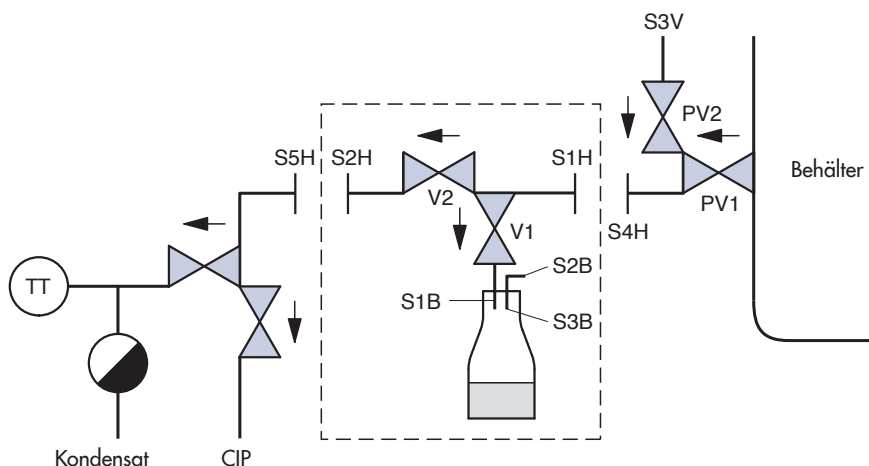 S3V
PV2
S5H
S2H
S1H
Behälter
V2
PV1
V1
S4H
S2B
TT
S1B
S3B
Kondensat
CIP